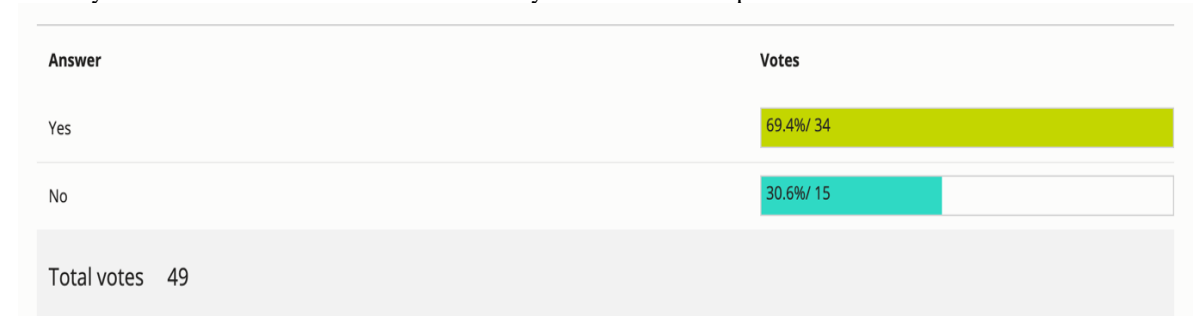 Answer Votes
Yes 69.4%/ 34
No 30.6%/ 15
Total votes 49